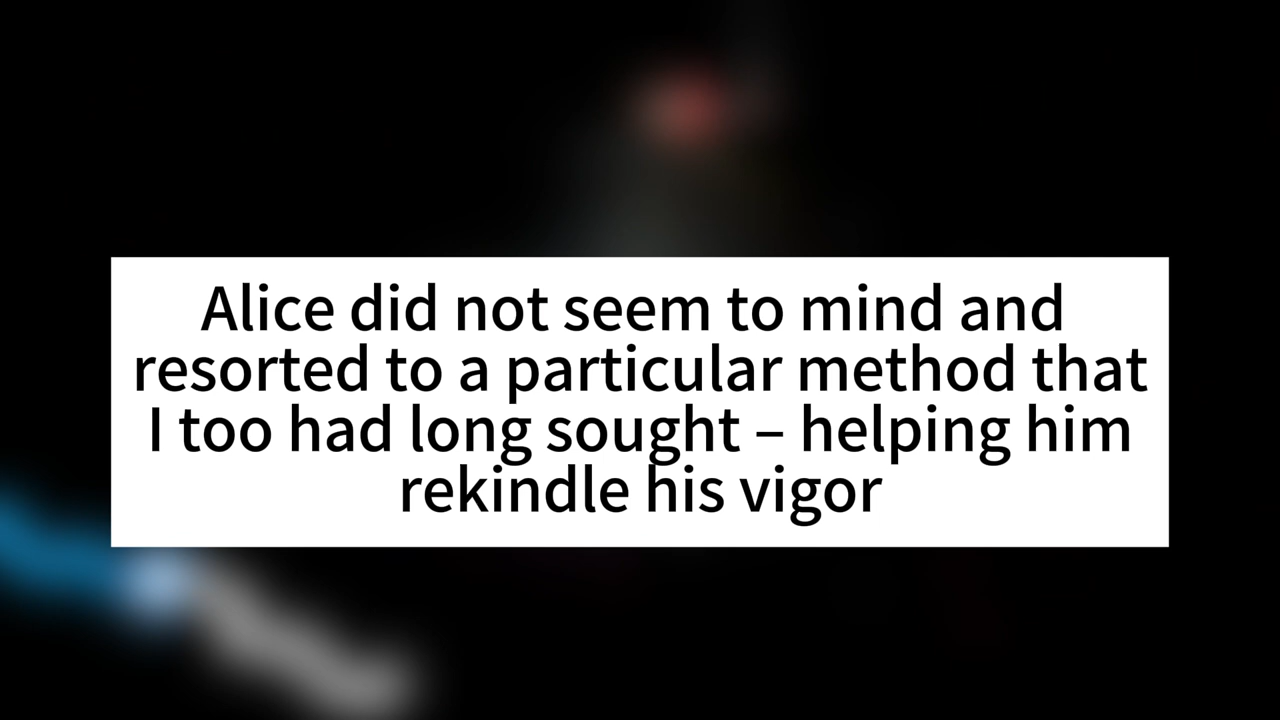 Alice did not seem to mind and
resorted to a particular method that
I too had long sought – helping him
rekindle his vigor